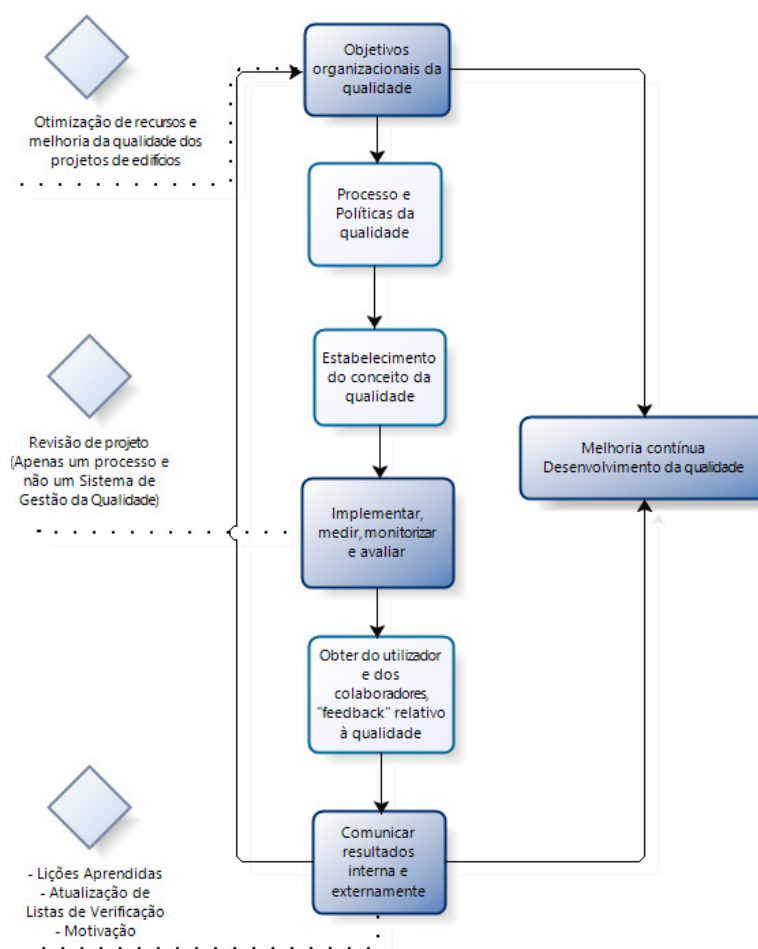 Objetivos
organizacionais da
qualidade
Otimização de recursos e
melhoria da qualidade dos
projetos de edifícios
Processo e
Políticas da
qualidade
Estabelecimento
do conceito da
qualidade
Revisão de projeto
(Apenas um processo e
não um Sistema de
Gestão da Qualidade)
Melhoria contínua
Desenvolvimento da qualidade
Implementar,
medir, monitorizar
e avaliar
Obter do utilizador
e dos
colaboradores,
"feedback" relativo
à qualidade
Comunicar
resultados
interna e
externamente
- Lições Aprendidas
- Atualização de
Listas de Verificação
- Motivação